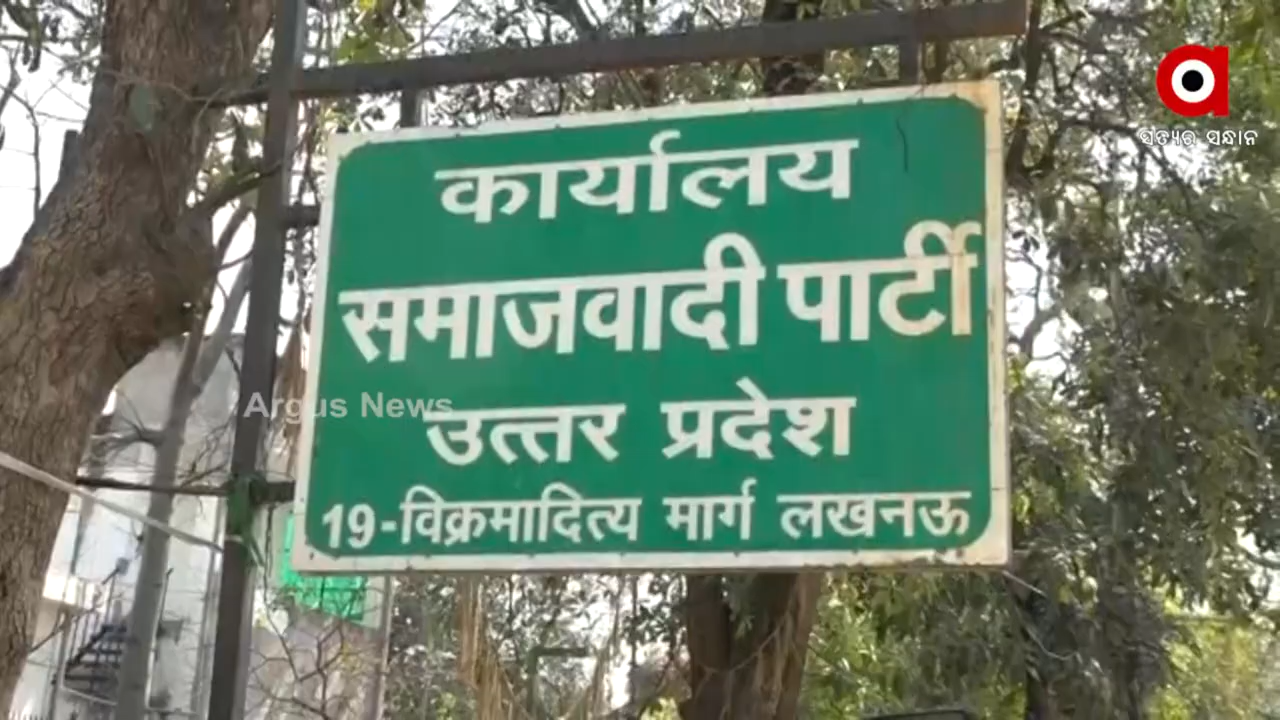 ସତ୍ୟର ସନ୍ଧାନ
कार्यालय
समाजवादी पार्टी
Argus News
उत्तर प्रदेश
19-विक्रमादित्य मार्ग लखनऊ